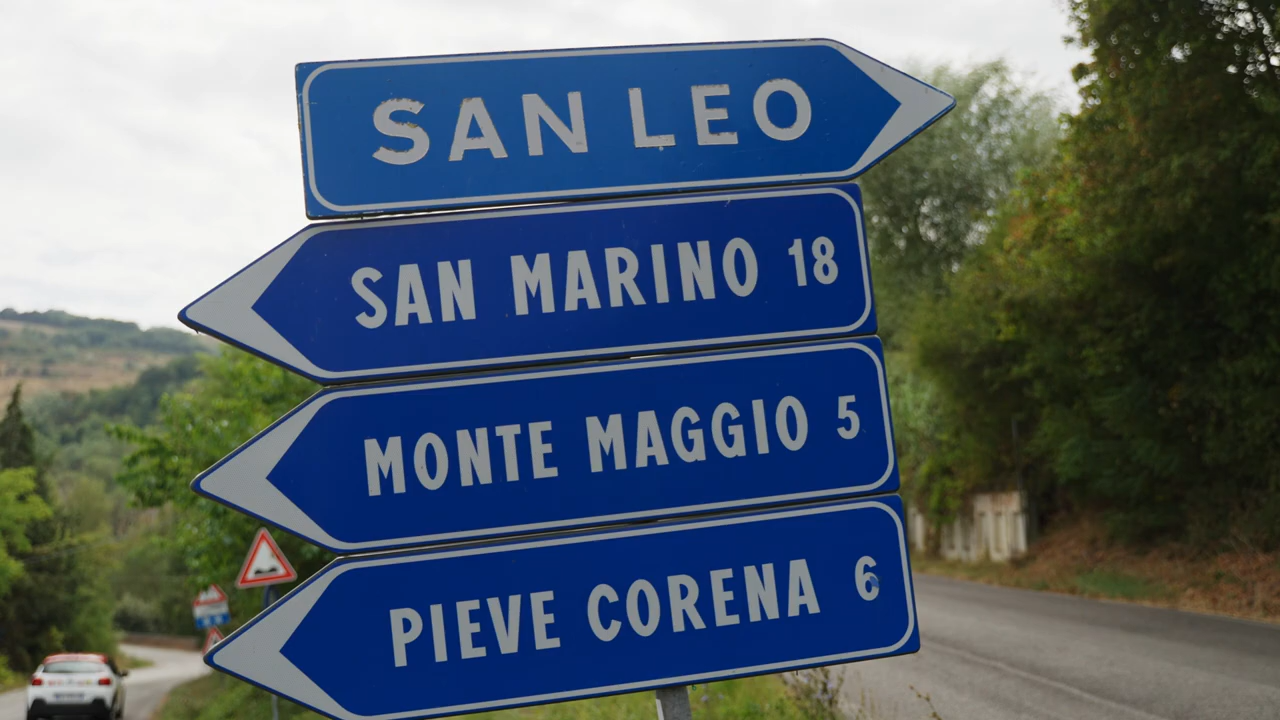 SAN LEO
SAN MARINO 18
MONTE MAGGIO 5
PIEVE CORENA 6